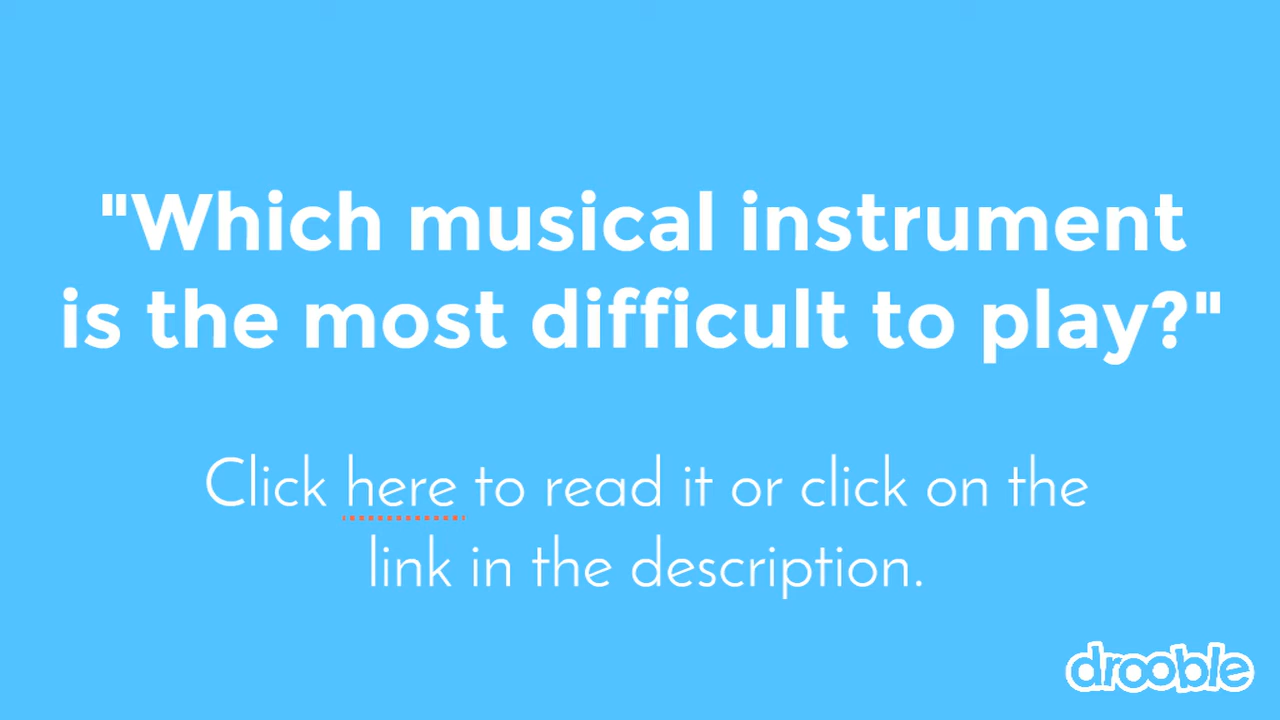 "Which musical instrument
is the most difficult to play?"
Click here to read it or click on the
link in the description.
drooble